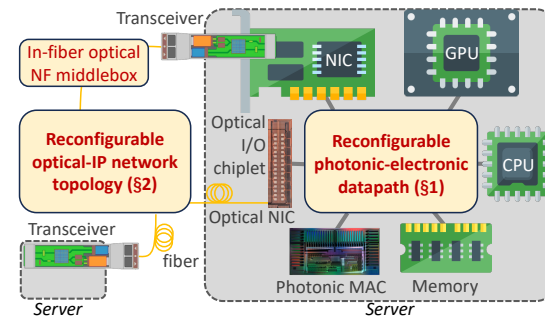 Transceiver
In-fiber optical
NF middlebox
NIC
GPU
Reconfigurable
optical-IP network
topology (§2)
Optical
I/O
chiplet
Reconfigurable
photonic-electronic
datapath (§1)
CPU
Optical NIC
Transceiver
fiber
Photonic MAC
Memory
Server
Server